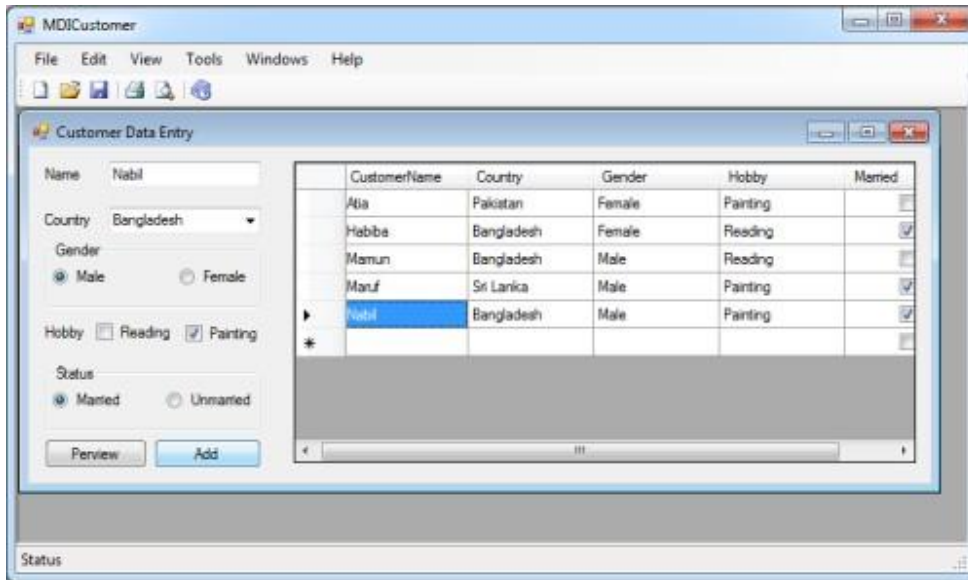 MDICustomer
File Edit View Tools Windows Help
Customer Data Entry
Name Nabil
Country Bangladesh
Gender
Male Female
Hobby Reading Painting
Status
Married Unmarried
Perview Add
CustomerName Country Gender Hobby Married
Atia Pakistan Female Painting
Habiba Bangladesh Female Reading
Mamun Bangladesh Male Reading
Maruf Sri Lanka Male Painting
Nabil Bangladesh Male Painting
Status